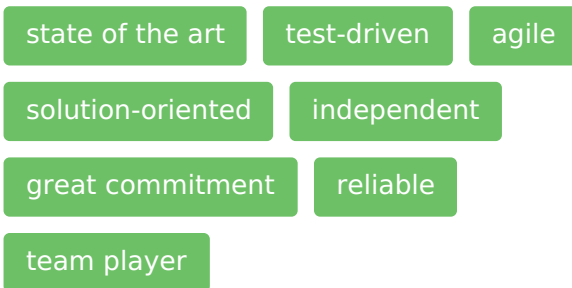 state of the art test-driven agile
solution-oriented independent
great commitment reliable
team player